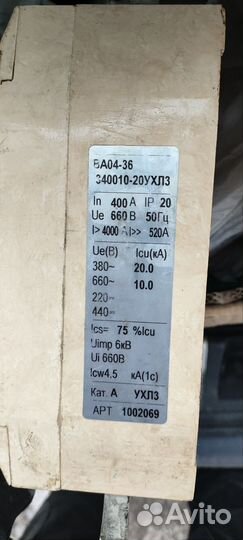 ВА04-36
340010-20УХЛ3
In 400 A IP 20
Ue 660 В 50Гц
I> 4000 А I>> 520А
Ue(В) Icu(кА)
380~ 20.0
660~ 10.0
220⎓
440⎓
Ics= 75 %Icu
Uimp 6кВ
Ui 660В
Icw4.5 кА(1с)
Кат. А УХЛ3
АРТ 1002069
Avito